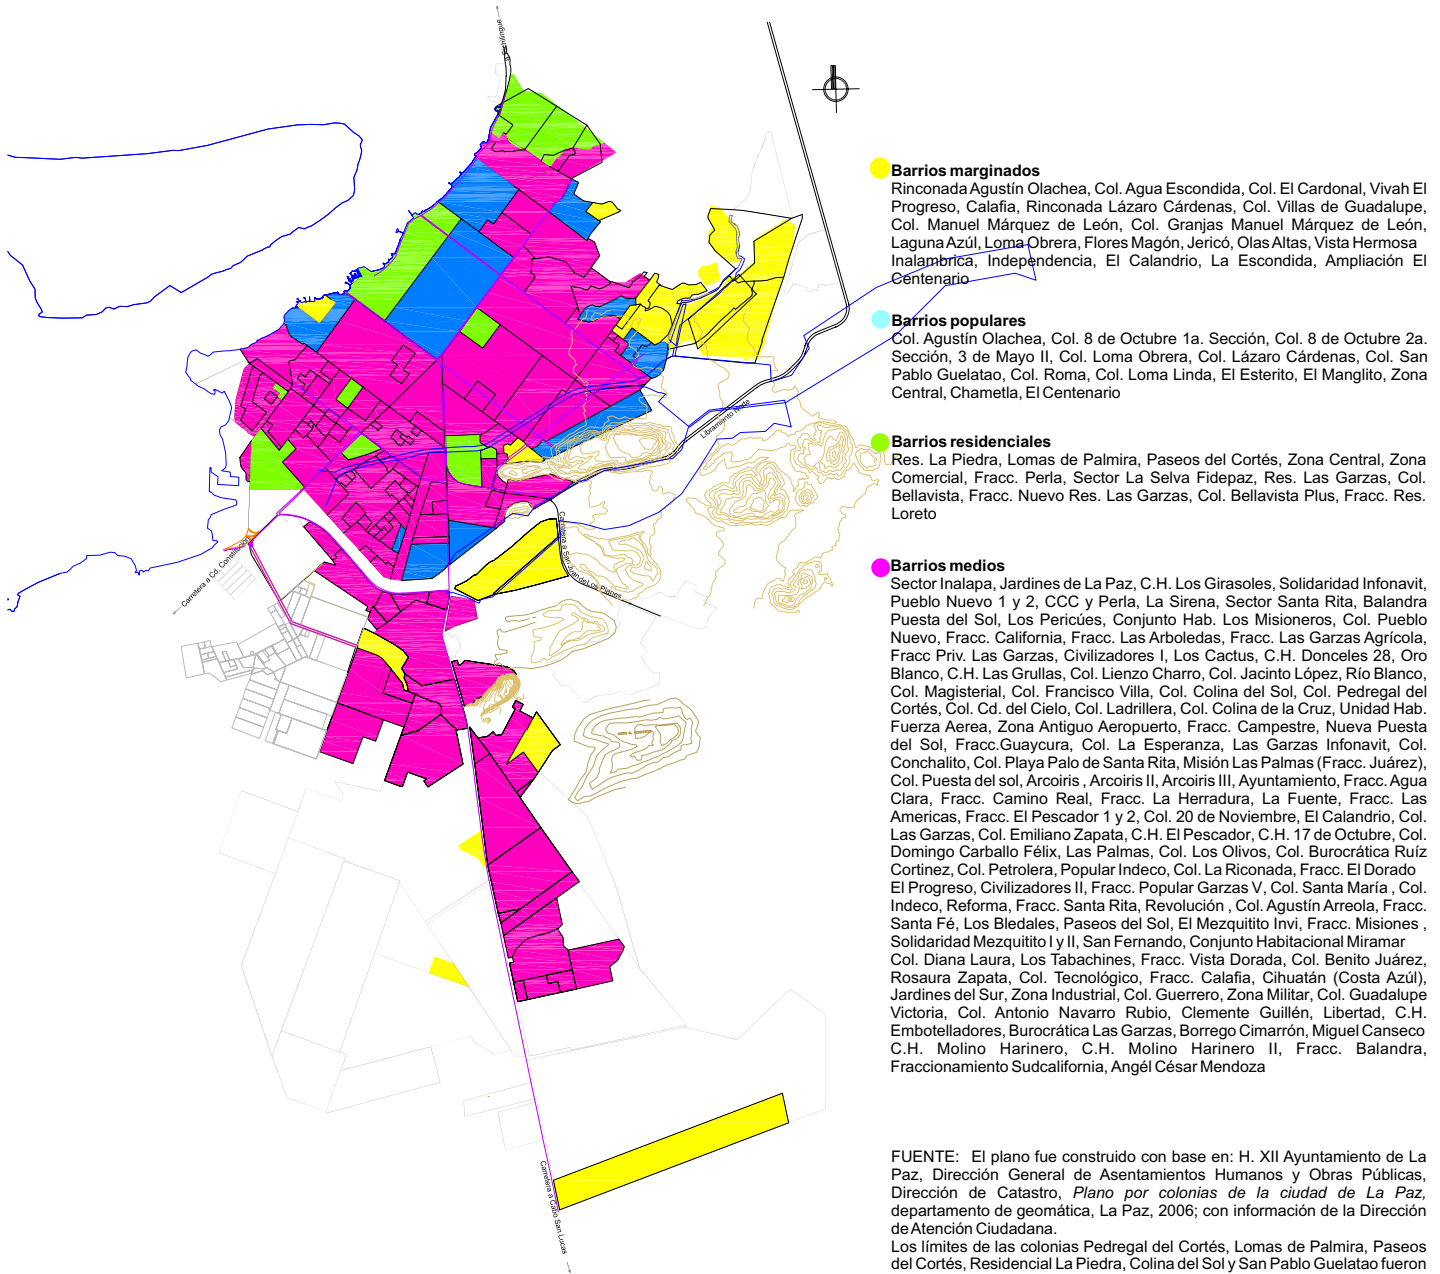 A Pichilingue
Barrios marginados
Rinconada Agustín Olachea, Col. Agua Escondida, Col. El Cardonal, Vivah El
Progreso, Calafia, Rinconada Lázaro Cárdenas, Col. Villas de Guadalupe,
Col. Manuel Márquez de León, Col. Granjas Manuel Márquez de León,
Laguna Azúl, Loma Obrera, Flores Magón, Jericó, Olas Altas, Vista Hermosa
Inalambrica, Independencia, El Calandrio, La Escondida, Ampliación El
Centenario
Barrios populares
Col. Agustín Olachea, Col. 8 de Octubre 1a. Sección, Col. 8 de Octubre 2a.
Sección, 3 de Mayo II, Col. Loma Obrera, Col. Lázaro Cárdenas, Col. San
Pablo Guelatao, Col. Roma, Col. Loma Linda, El Esterito, El Manglito, Zona
Central, Chametla, El Centenario
Barrios residenciales
Res. La Piedra, Lomas de Palmira, Paseos del Cortés, Zona Central, Zona
Comercial, Fracc. Perla, Sector La Selva Fidepaz, Res. Las Garzas, Col.
Bellavista, Fracc. Nuevo Res. Las Garzas, Col. Bellavista Plus, Fracc. Res.
Loreto
Barrios medios
Sector Inalapa, Jardines de La Paz, C.H. Los Girasoles, Solidaridad Infonavit,
Pueblo Nuevo 1 y 2, CCC y Perla, La Sirena, Sector Santa Rita, Balandra
Puesta del Sol, Los Pericúes, Conjunto Hab. Los Misioneros, Col. Pueblo
Nuevo, Fracc. California, Fracc. Las Arboledas, Fracc. Las Garzas Agrícola,
Fracc Priv. Las Garzas, Civilizadores I, Los Cactus, C.H. Donceles 28, Oro
Blanco, C.H. Las Grullas, Col. Lienzo Charro, Col. Jacinto López, Río Blanco,
Col. Magisterial, Col. Francisco Villa, Col. Colina del Sol, Col. Pedregal del
Cortés, Col. Cd. del Cielo, Col. Ladrillera, Col. Colina de la Cruz, Unidad Hab.
Fuerza Aerea, Zona Antiguo Aeropuerto, Fracc. Campestre, Nueva Puesta
del Sol, Fracc.Guaycura, Col. La Esperanza, Las Garzas Infonavit, Col.
Conchalito, Col. Playa Palo de Santa Rita, Misión Las Palmas (Fracc. Juárez),
Col. Puesta del sol, Arcoiris , Arcoiris II, Arcoiris III, Ayuntamiento, Fracc. Agua
Clara, Fracc. Camino Real, Fracc. La Herradura, La Fuente, Fracc. Las
Americas, Fracc. El Pescador 1 y 2, Col. 20 de Noviembre, El Calandrio, Col.
Las Garzas, Col. Emiliano Zapata, C.H. El Pescador, C.H. 17 de Octubre, Col.
Domingo Carballo Félix, Las Palmas, Col. Los Olivos, Col. Burocrática Ruíz
Cortinez, Col. Petrolera, Popular Indeco, Col. La Riconada, Fracc. El Dorado
El Progreso, Civilizadores II, Fracc. Popular Garzas V, Col. Santa María , Col.
Indeco, Reforma, Fracc. Santa Rita, Revolución , Col. Agustín Arreola, Fracc.
Santa Fé, Los Bledales, Paseos del Sol, El Mezquitito Invi, Fracc. Misiones ,
Solidaridad Mezquitito I y II, San Fernando, Conjunto Habitacional Miramar
Col. Diana Laura, Los Tabachines, Fracc. Vista Dorada, Col. Benito Juárez,
Rosaura Zapata, Col. Tecnológico, Fracc. Calafia, Cihuatán (Costa Azúl),
Jardines del Sur, Zona Industrial, Col. Guerrero, Zona Militar, Col. Guadalupe
Victoria, Col. Antonio Navarro Rubio, Clemente Guillén, Libertad, C.H.
Embotelladores, Burocrática Las Garzas, Borrego Cimarrón, Miguel Canseco
C.H. Molino Harinero, C.H. Molino Harinero II, Fracc. Balandra,
Fraccionamiento Sudcalifornia, Angél César Mendoza
Libramiento Norte
Carretera a San Juan de Los Planes
Carretera a Cd. Constitución
Carretera a Cabo San Lucas
FUENTE: El plano fue construido con base en: H. XII Ayuntamiento de La
Paz, Dirección General de Asentamientos Humanos y Obras Públicas,
Dirección de Catastro, Plano por colonias de la ciudad de La Paz,
departamento de geomática, La Paz, 2006; con información de la Dirección
de Atención Ciudadana.
Los límites de las colonias Pedregal del Cortés, Lomas de Palmira, Paseos
del Cortés, Residencial La Piedra, Colina del Sol y San Pablo Guelatao fueron